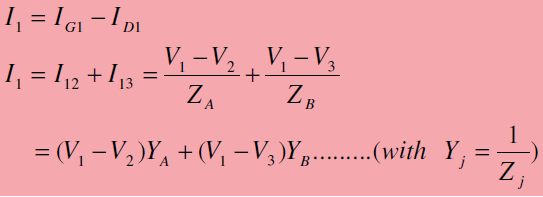 I₁ = I_G1 − I_D1
I₁ = I₁₂ + I₁₃ = (V₁ − V₂)/Z_A + (V₁ − V₃)/Z_B
= (V₁ − V₂)Y_A + (V₁ − V₃)Y_B.........(with Y_j = 1/Z_j)